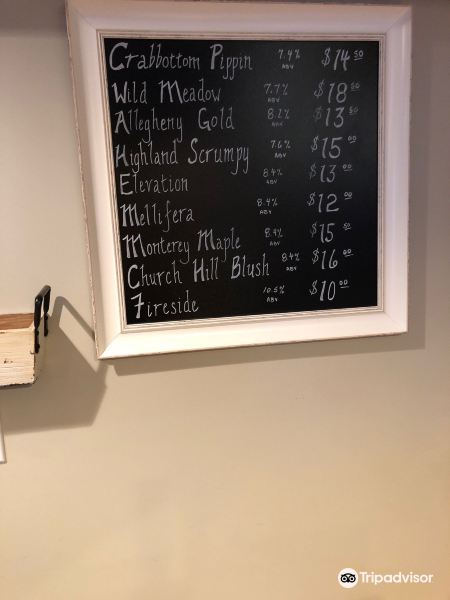 Crabbottom Pippin 7.4% ABV $14 50
Wild Meadow 7.7% ABV $18 50
Allegheny Gold 8.2% ABV $13 50
Highland Scrumpy 7.6% ABV $15 00
Elevation 8.4% ABV $13 00
Mellifera 8.4% ABV $12 00
Monterey Maple 8.4% ABV $15 50
Church Hill Blush 8.4% ABV $16 00
Fireside 10.5% ABV $10 00
Tripadvisor